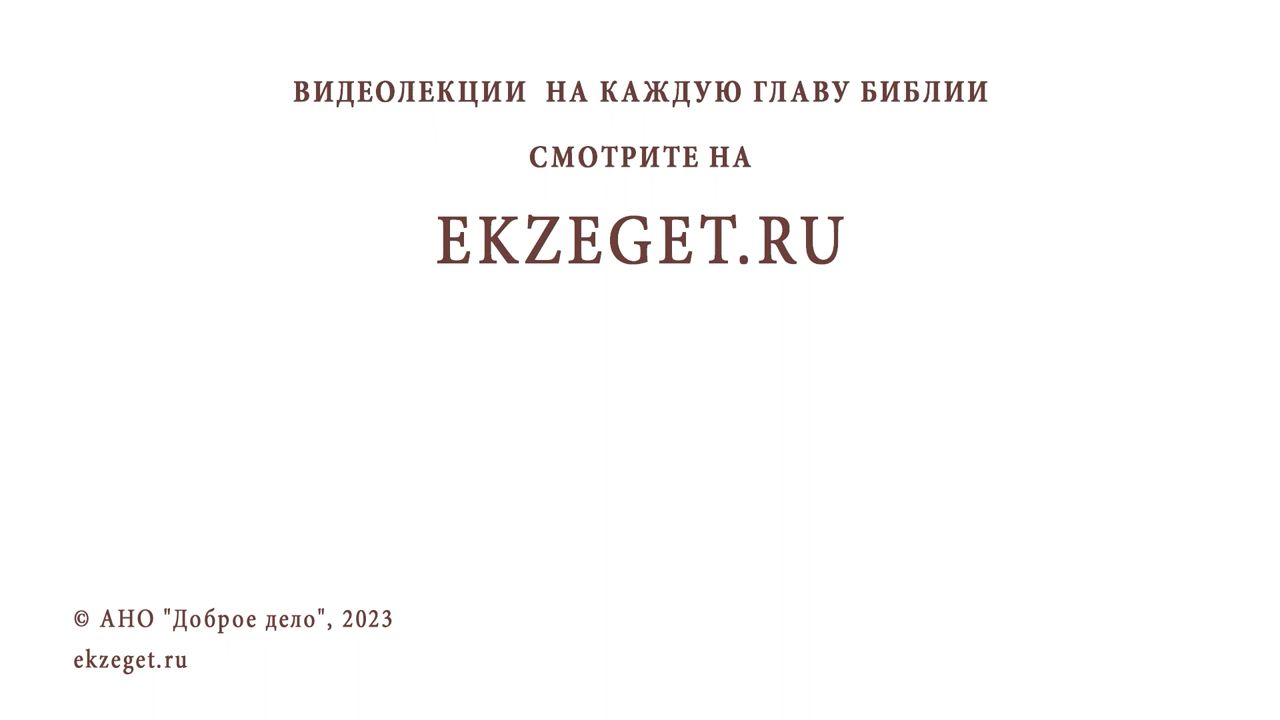 ВИДЕОЛЕКЦИИ НА КАЖДУЮ ГЛАВУ БИБЛИИ
СМОТРИТЕ НА
EKZEGET.RU
© АНО "Доброе дело", 2023
ekzeget.ru